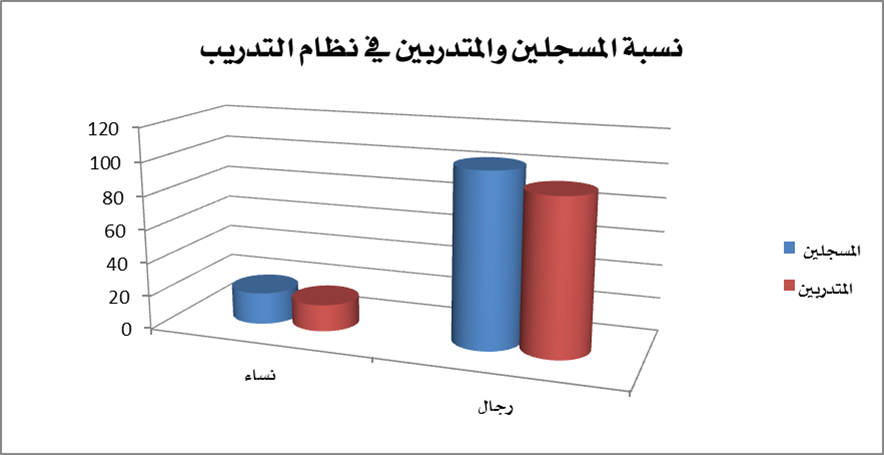 نسبة المسجلين والمتدربين في نظام التدريب
120
100
80
60
40
20
0
نساء
رجال
المسجلين
المتدربين